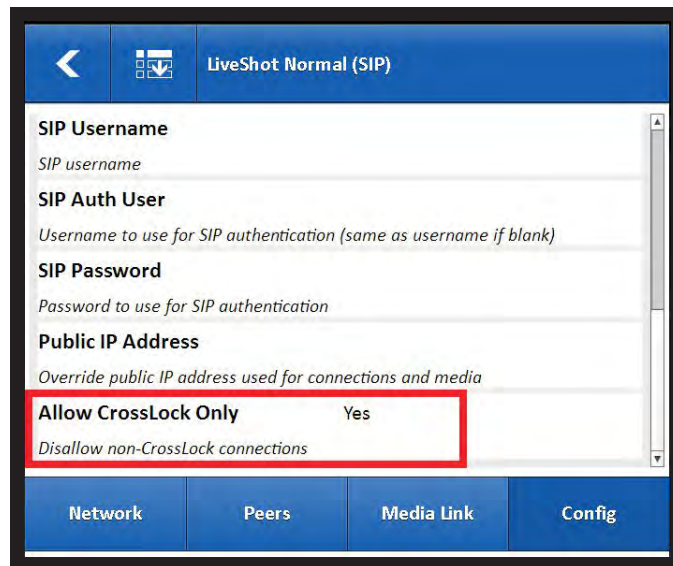 LiveShot Normal (SIP)
SIP Username
SIP username
SIP Auth User
Username to use for SIP authentication (same as username if blank)
SIP Password
Password to use for SIP authentication
Public IP Address
Override public IP address used for connections and media
Allow CrossLock Only Yes
Disallow non-CrossLock connections
Network Peers Media Link Config